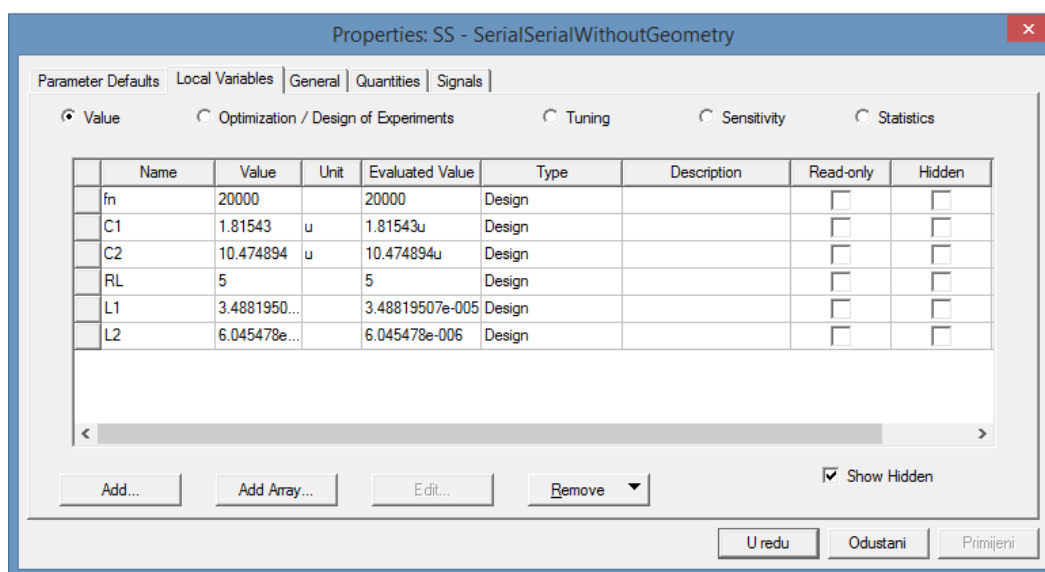 Properties: SS - SerialSerialWithoutGeometry
Parameter Defaults Local Variables General Quantities Signals
Value Optimization / Design of Experiments Tuning Sensitivity Statistics
Name Value Unit Evaluated Value Type Description Read-only Hidden
fn 20000 20000 Design
C1 1.81543 u 1.81543u Design
C2 10.474894 u 10.474894u Design
RL 5 5 Design
L1 3.4881950... 3.48819507e-005 Design
L2 6.045478e... 6.045478e-006 Design
Show Hidden
Add... Add Array... Edit... Remove
U redu Odustani Primijeni